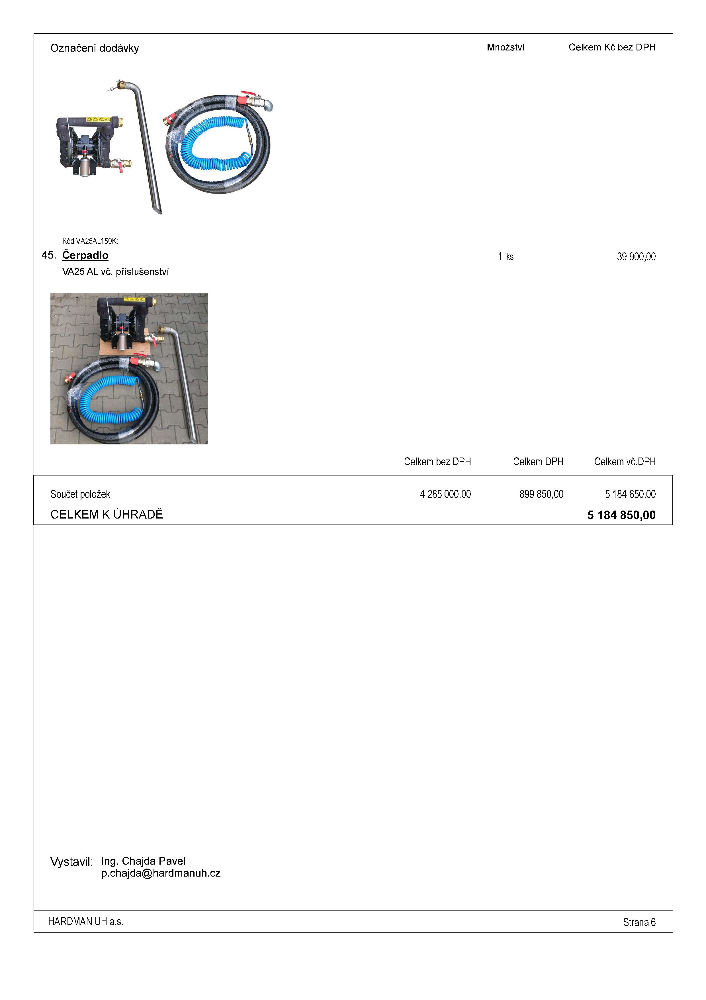 Označení dodávky Množství Celkem Kč bez DPH
Kód VA25AL150K:
45. Čerpadlo 1 ks 39 900,00
VA25 AL vč. příslušenství
Celkem bez DPH Celkem DPH Celkem vč.DPH
Součet položek 4 285 000,00 899 850,00 5 184 850,00
CELKEM K ÚHRADĚ 5 184 850,00
Vystavil: Ing. Chajda Pavel
p.chajda@hardmanuh.cz
HARDMAN UH a.s. Strana 6